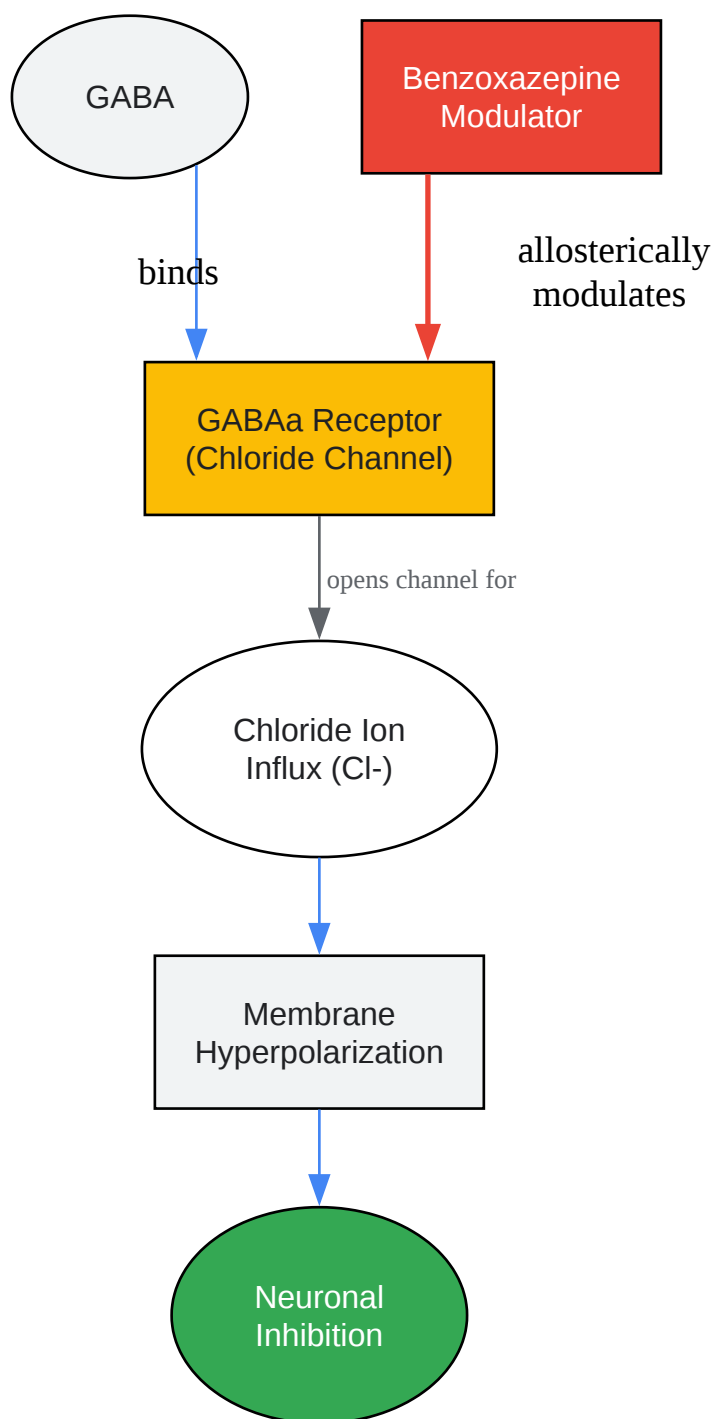 GABA
Benzoxazepine
Modulator
binds
allosterically
modulates
GABAa Receptor
(Chloride Channel)
opens channel for
Chloride Ion
Influx (Cl-)
Membrane
Hyperpolarization
Neuronal
Inhibition